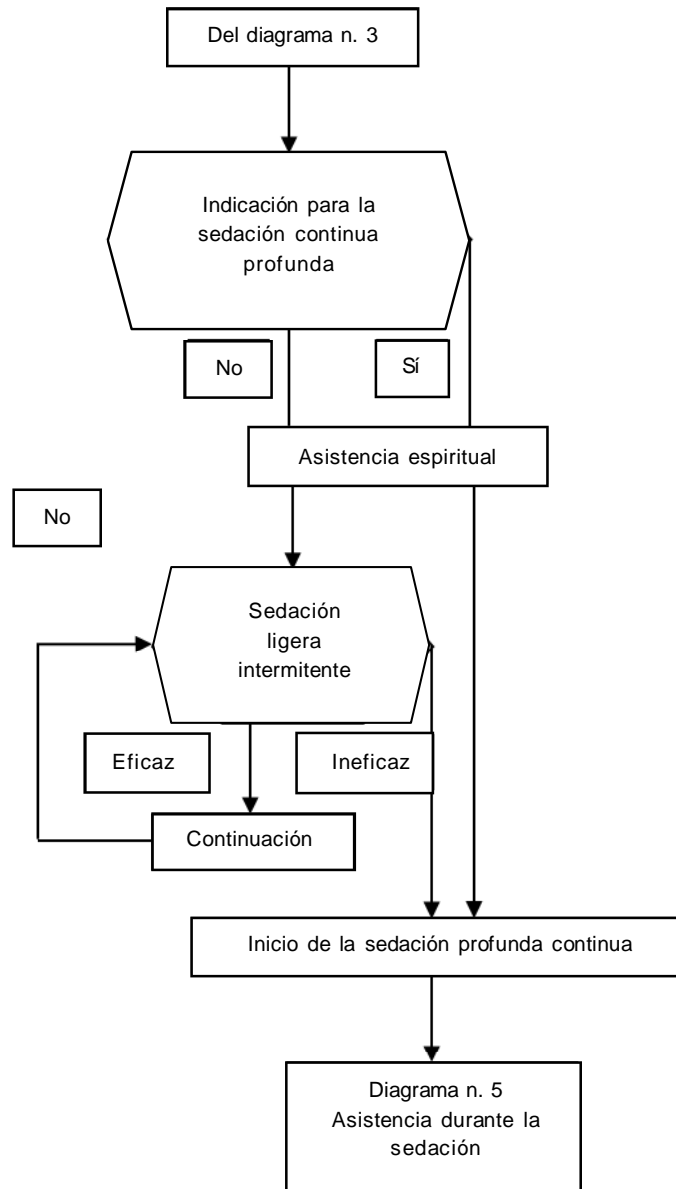 Del diagrama n. 3
Indicación para la
sedación continua
profunda
No
Sí
Asistencia espiritual
No
Sedación
ligera
intermitente
Eficaz
Ineficaz
Continuación
Inicio de la sedación profunda continua
Diagrama n. 5
Asistencia durante la
sedación